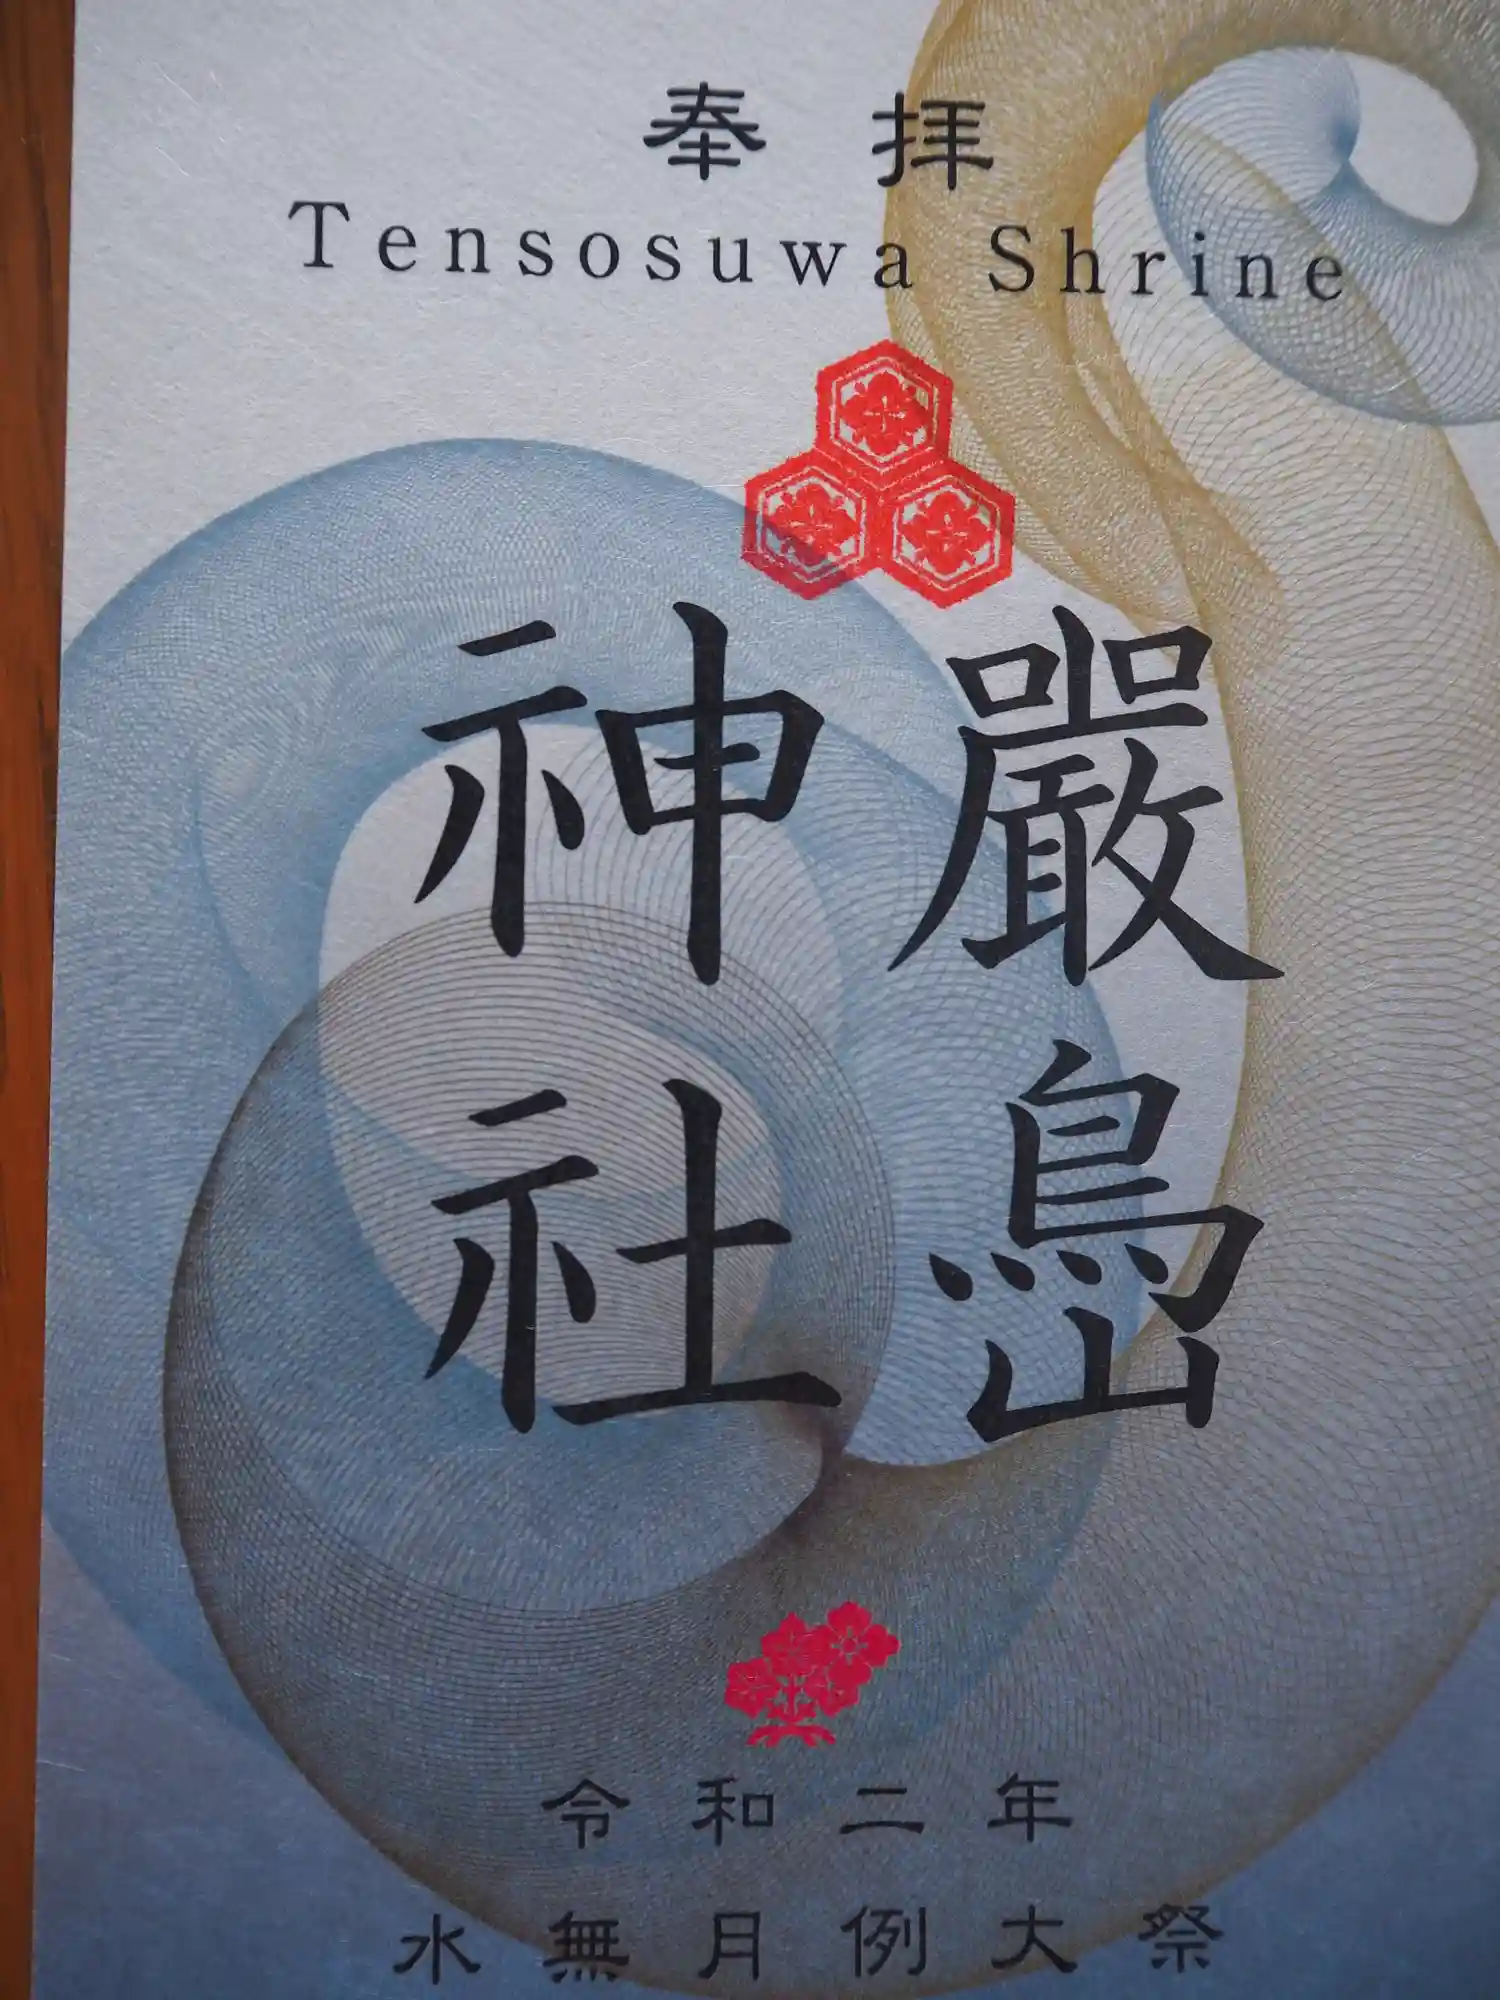 奉拝
Tensosuwa Shrine
嚴島
神社
令和二年
水無月例大祭